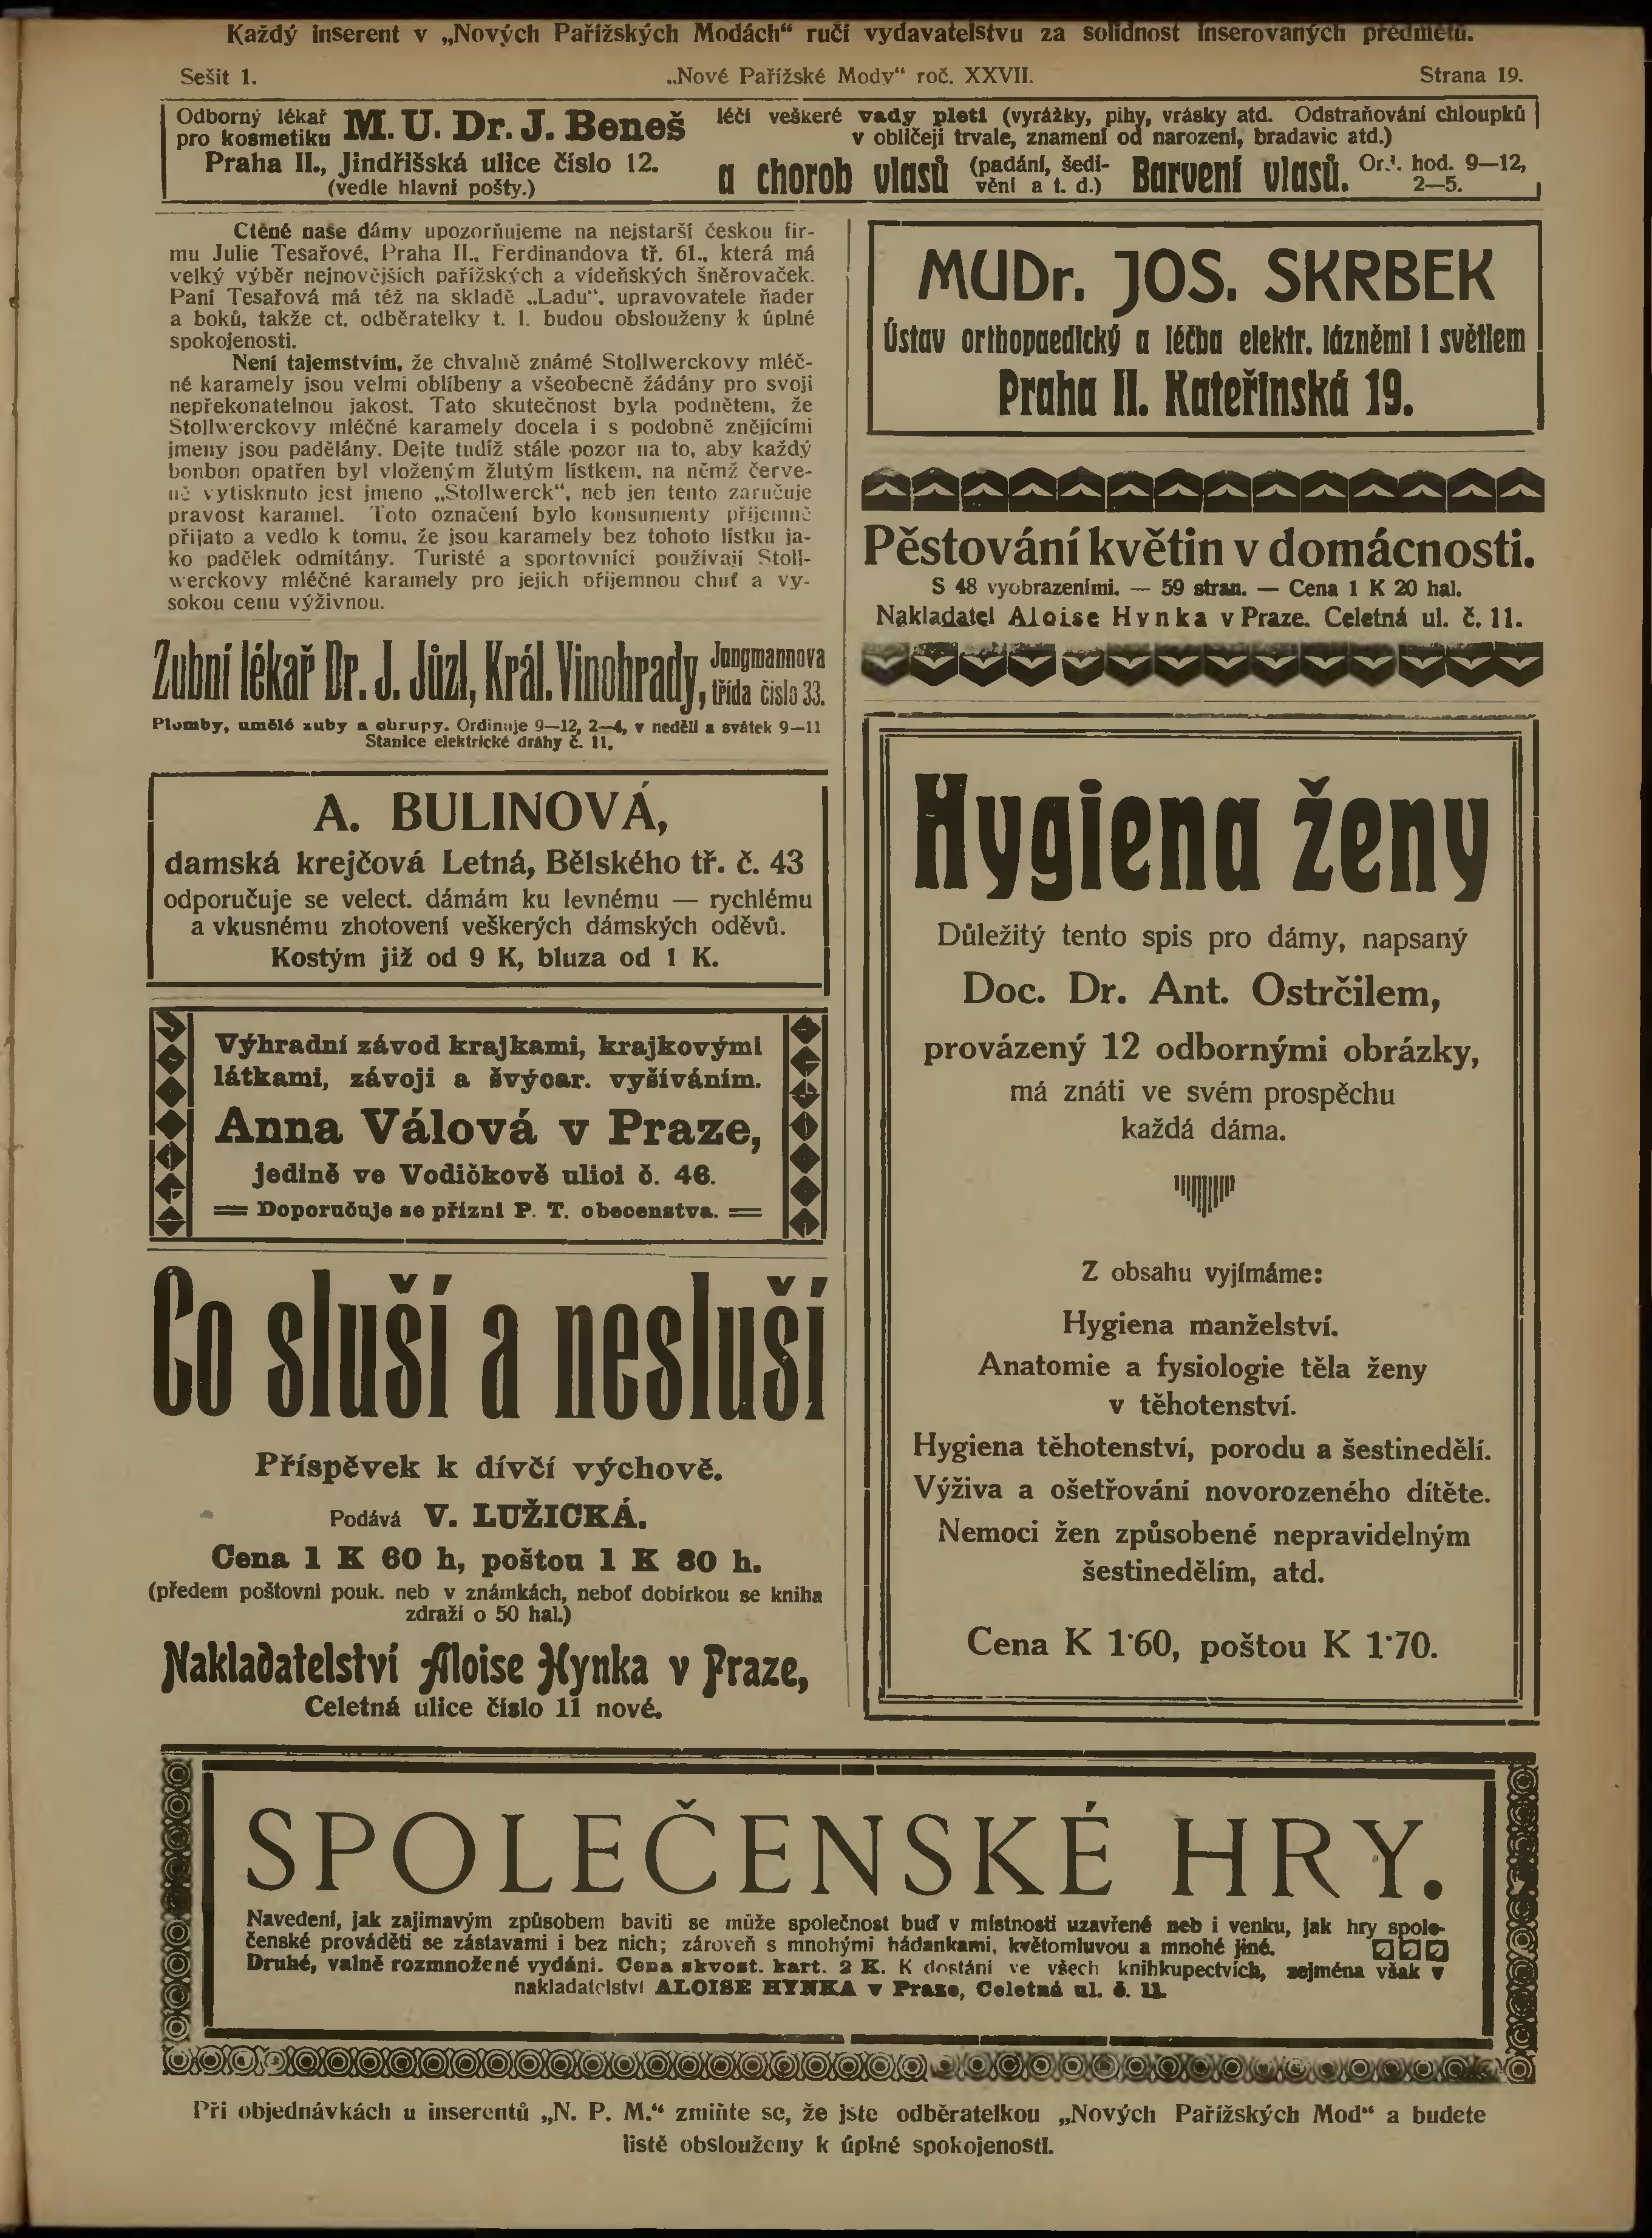 Každý inserent v „Nových Pařížských Modách“ ručí vydavatelstvu za solidnost inserovaných předmětů.
Sešit 1.
„Nové Pařížské Mody“ roč. XXVII.
Strana 19.
Odborný lékař
pro kosmetiku M. U. Dr. J. Beneš
Praha II., Jindřišská ulice číslo 12.
(vedle hlavní pošty.)
léčí veškeré vady pleti (vyrážky, pihy, vrásky atd. Odstraňování chloupků
v obličeji trvale, znamení od narození, bradavic atd.)
a chorob vlasů (padání, šedi-
vění a t. d.) Barvení vlasů. Ord. hod. 9—12,
2—5.
Ctěné naše dámy upozorňujeme na nejstarší českou fir-
mu Julie Tesařové, Praha II., Ferdinandova tř. 61., která má
velký výběr nejnovějších pařížských a vídeňských šněrovaček.
Paní Tesařová má též na skladě „Ladu“, upravovatele ňader
a boků, takže ct. odběratelky t. l. budou obslouženy k úplné
spokojenosti.
Není tajemstvím, že chvalně známé Stollwerckovy mléč-
né karamely jsou velmi oblíbeny a všeobecně žádány pro svoji
nepřekonatelnou jakost. Tato skutečnost byla podnětem, že
Stollwerckovy mléčné karamely docela i s podobně znějícími
jmeny jsou padělány. Dejte tudíž stále pozor na to, aby každý
bonbon opatřen byl vloženým žlutým lístkem, na němž červe-
ně vytisknuto jest jmeno „Stollwerck“, neb jen tento zaručuje
pravost karamel. Toto označení bylo konsumenty příjemně
přijato a vedlo k tomu, že jsou karamely bez tohoto lístku ja-
ko padělek odmítány. Turisté a sportovníci používají Stoll-
werckovy mléčné karamely pro jejich příjemnou chuť a vy-
sokou cenu výživnou.
Zubní lékař Dr. J. Jůzl, Král. Vinohrady, Jungmannova
třída číslo 33.
Plomby, umělé zuby a obrupy. Ordinuje 9—12, 2—4, v neděli a svátek 9—11
Stanice elektrické dráhy č. 11.
A. BULINOVÁ,
damská krejčová Letná, Bělského tř. č. 43
odporučuje se velect. dámám ku levnému — rychlému
a vkusnému zhotovení veškerých dámských oděvů.
Kostým již od 9 K, bluza od 1 K.
Výhradní závod krajkami, krajkovými
látkami, závoji a švýcar. vyšíváním.
Anna Válová v Praze,
jedině ve Vodičkově ulici č. 46.
Doporučuje se přízni P. T. obecenstva.
Co sluší a nesluší
Příspěvek k dívčí výchově.
Podává V. LUŽICKÁ.
Cena 1 K 60 h, poštou 1 K 80 h.
(předem poštovní pouk. neb v známkách, neboť dobírkou se kniha
zdraží o 50 hal.)
Nakladatelství Aloise Hynka v Praze,
Celetná ulice číslo 11 nové.
MUDr. JOS. SKRBEK
Ústav orthopaedický a léčba elektr. lázněmi i světlem
Praha II. Kateřinská 19.
Pěstování květin v domácnosti.
S 48 vyobrazeními. — 59 stran. — Cena 1 K 20 hal.
Nakladatel Aloise Hynka v Praze. Celetná ul. č. 11.
Hygiena ženy
Důležitý tento spis pro dámy, napsaný
Doc. Dr. Ant. Ostrčilem,
provázený 12 odbornými obrázky,
má znáti ve svém prospěchu
každá dáma.
Z obsahu vyjímáme:
Hygiena manželství.
Anatomie a fysiologie těla ženy
v těhotenství.
Hygiena těhotenství, porodu a šestinedělí.
Výživa a ošetřování novorozeného dítěte.
Nemoci žen způsobené nepravidelným
šestinedělím, atd.
Cena K 1·60, poštou K 1·70.
SPOLEČENSKÉ HRY.
Navedení, jak zajímavým způsobem baviti se může společnost buď v místnosti uzavřené neb i venku, jak hry spole-
čenské prováděti se zástavami i bez nich; zároveň s mnohými hádankami, květomluvou a mnohé jiné.
Druhé, valně rozmnožené vydání. Cena skvost. kart. 2 K. K dostání ve všech knihkupectvích, zejména však v
nakladatelství ALOISE HYNKA v Praze, Celetná ul. č. 11.
Při objednávkách u inserentů „N. P. M.“ zmiňte se, že jste odběratelkou „Nových Pařížských Mod“ a budete
jistě obslouženy k úplné spokojenosti.